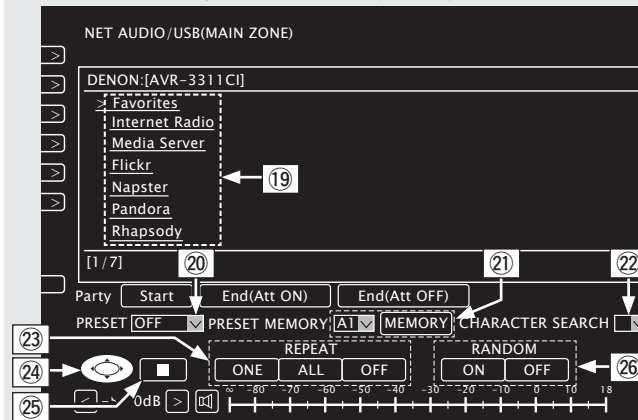 NET AUDIO/USB(MAIN ZONE)
>
DENON:[AVR-3311CI]
>
> Favorites
Internet Radio
>
Media Server
>
Flickr
⑲
>
Napster
>
Pandora
Rhapsody
[1/7]
⑳ ㉑ ㉒
Party Start End(Att ON) End(Att OFF)
PRESET OFF PRESET MEMORY A1 MEMORY CHARACTER SEARCH
㉓ REPEAT RANDOM
㉔ ONE ALL OFF ON OFF ㉖
∞ -80 -70 -60 -50 -40 -30 -20 -10 0 10 18
㉕ < 0dB >